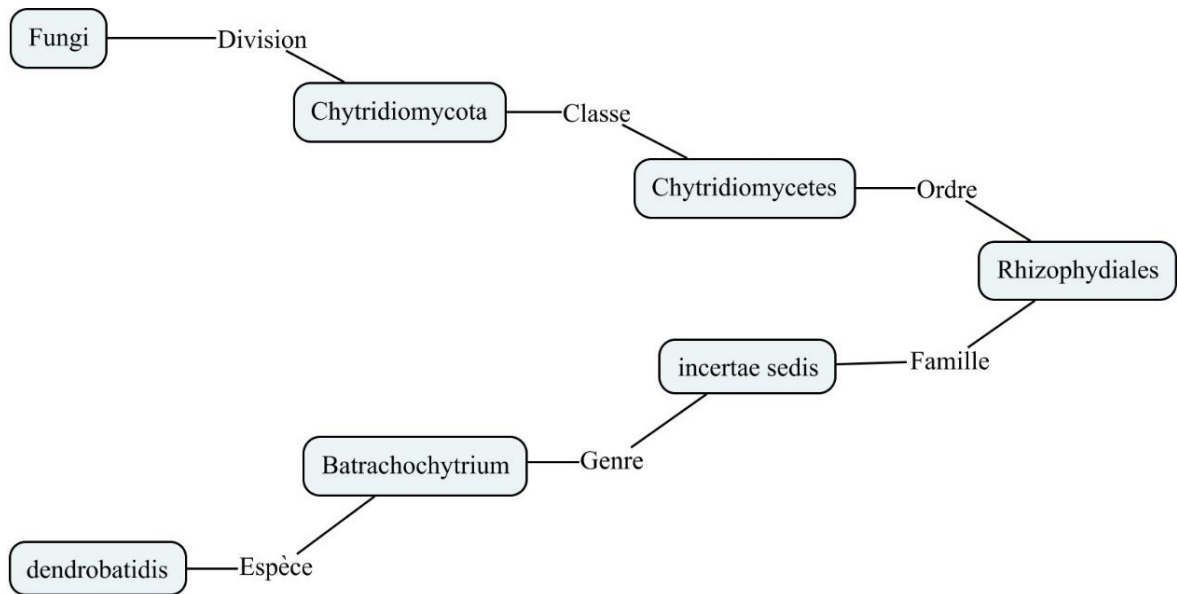 Fungi
Division
Chytridiomycota
Classe
Chytridiomycetes
Ordre
Rhizophydiales
Famille
incertae sedis
Genre
Batrachochytrium
Espèce
dendrobatidis